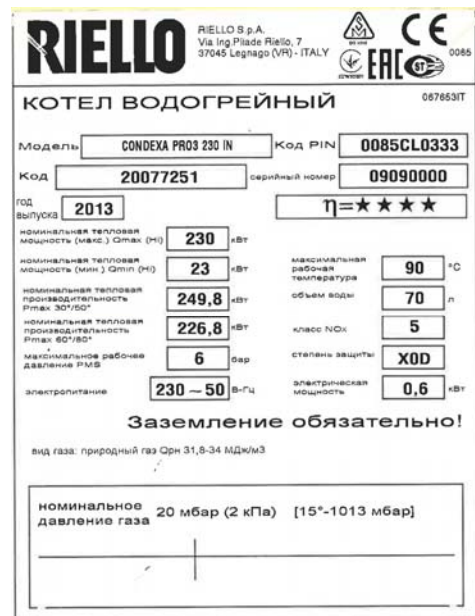 RIELLO
RIELLO S.p.A.
Via Ing.Pilade Riello, 7
37045 Legnago (VR) - ITALY
CE
0085
EAC
ST
КОТЕЛ ВОДОГРЕЙНЫЙ
067653IT
Модель CONDEXA PRO3 230 IN Код PIN 0085CL0333
Код 20077251 серийный номер 09090000
год
выпуска 2013 η=★★★★
номинальная тепловая
мощность (макс.) Qmax (Hi) 230 кВт
номинальная тепловая
мощность (мин.) Qmin (Hi) 23 кВт
максимальная
рабочая
температура 90 °C
номинальная тепловая
производительность
Pmax 30°/50° 249,8 кВт
объем воды 70 л
номинальная тепловая
производительность
Pmax 60°/80° 226,8 кВт
класс NOx 5
максимальное рабочее
давление PMS 6 бар
степень защиты X0D
электропитание 230 ~ 50 В-Гц
электрическая
мощность 0,6 кВт
Заземление обязательно!
вид газа: природный газ Qрн 31,8-34 МДж/м3
номинальное
давление газа 20 мбар (2 кПа) [15°-1013 мбар]